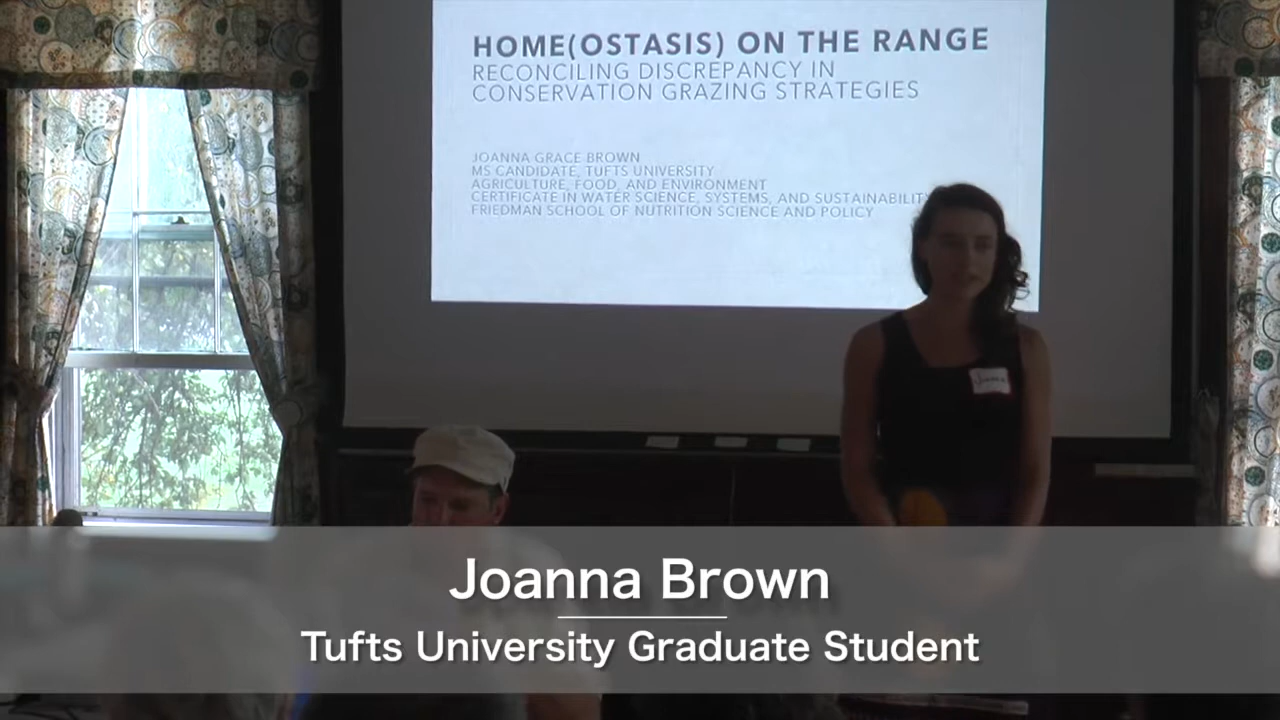 HOME(OSTASIS) ON THE RANGE
RECONCILING DISCREPANCY IN
CONSERVATION GRAZING STRATEGIES
JOANNA GRACE BROWN
MS CANDIDATE, TUFTS UNIVERSITY
AGRICULTURE, FOOD, AND ENVIRONMENT
CERTIFICATE IN WATER SCIENCE, SYSTEMS, AND SUSTAINABILITY
FRIEDMAN SCHOOL OF NUTRITION SCIENCE AND POLICY
Joanna Brown
Tufts University Graduate Student